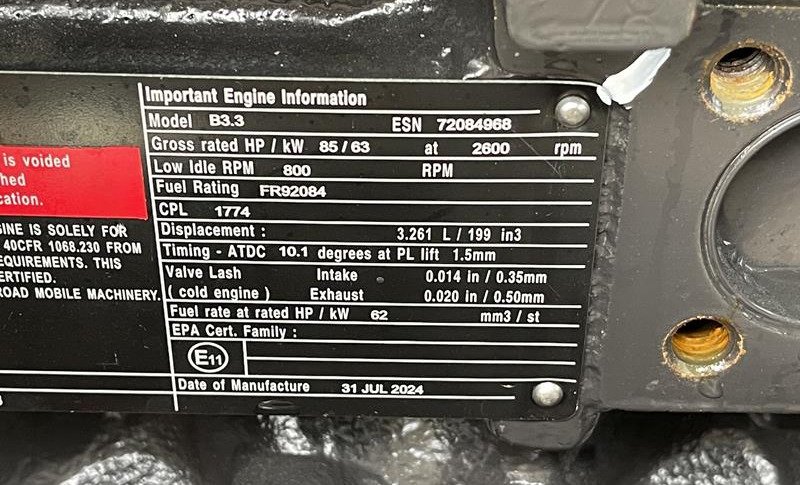 is voided
hed
cation.
INE IS SOLELY FOR
40CFR 1068.230 FROM
EQUIREMENTS. THIS
ERTIFIED.
ROAD MOBILE MACHINERY.
Important Engine Information
Model B3.3 ESN 72084968
Gross rated HP / kW 85 / 63 at 2600 rpm
Low Idle RPM 800 RPM
Fuel Rating FR92084
CPL 1774
Displacement : 3.261 L / 199 in3
Timing - ATDC 10.1 degrees at PL lift 1.5mm
Valve Lash Intake 0.014 in / 0.35mm
( cold engine ) Exhaust 0.020 in / 0.50mm
Fuel rate at rated HP / kW 62 mm3 / st
EPA Cert. Family :
E11
Date of Manufacture 31 JUL 2024